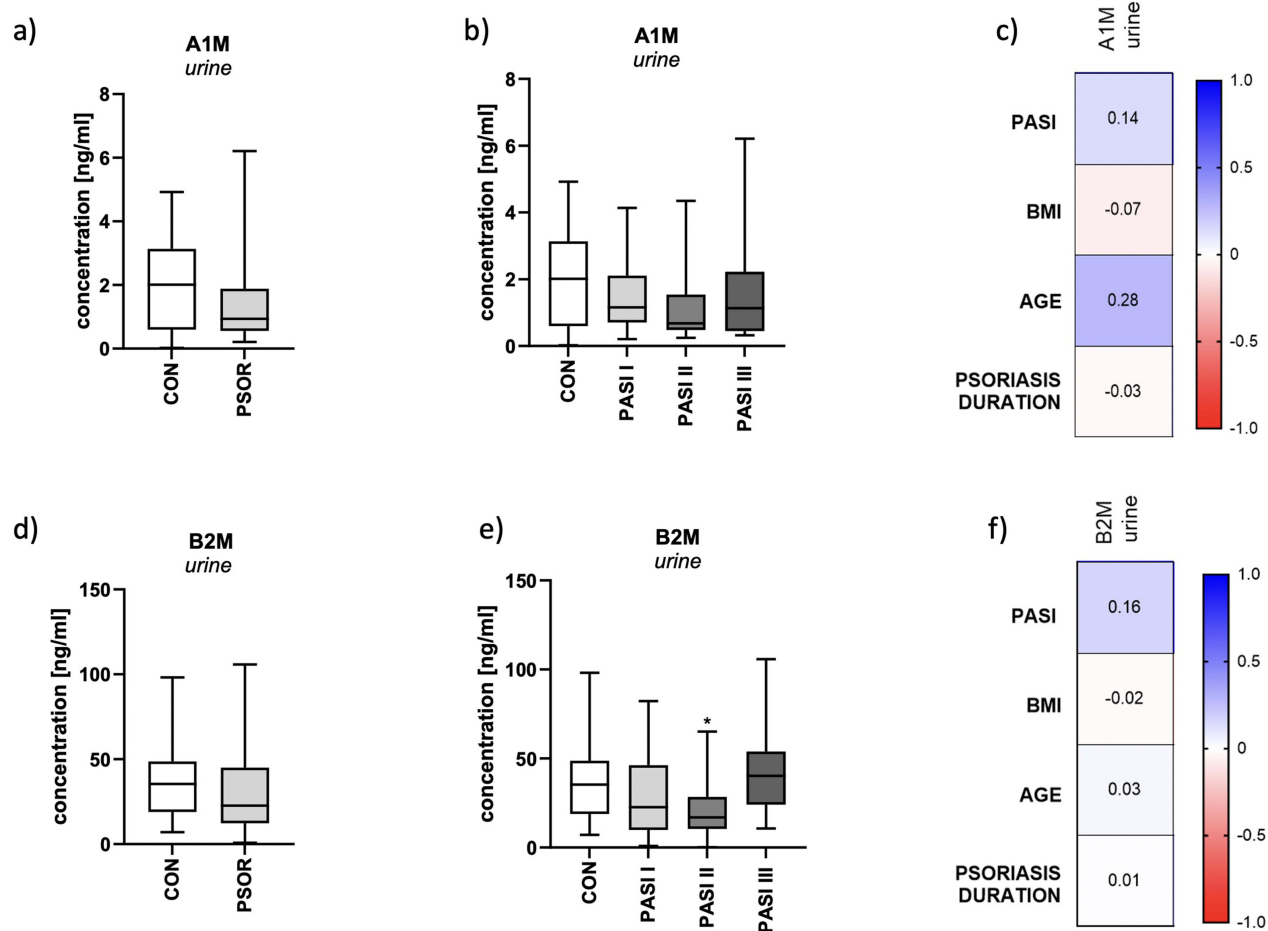 a)
A1M
urine
concentration [ng/ml]
8
6
4
2
0
CON
PSOR
b)
A1M
urine
concentration [ng/ml]
8
6
4
2
0
CON
PASI I
PASI II
PASI III
c)
A1M
urine
PASI
0.14
BMI
-0.07
AGE
0.28
PSORIASIS
DURATION
-0.03
1.0
0.5
0
-0.5
-1.0
d)
B2M
urine
concentration [ng/ml]
150
100
50
0
CON
PSOR
e)
B2M
urine
concentration [ng/ml]
150
100
50
0
*
CON
PASI I
PASI II
PASI III
f)
B2M
urine
PASI
0.16
BMI
-0.02
AGE
0.03
PSORIASIS
DURATION
0.01
1.0
0.5
0
-0.5
-1.0